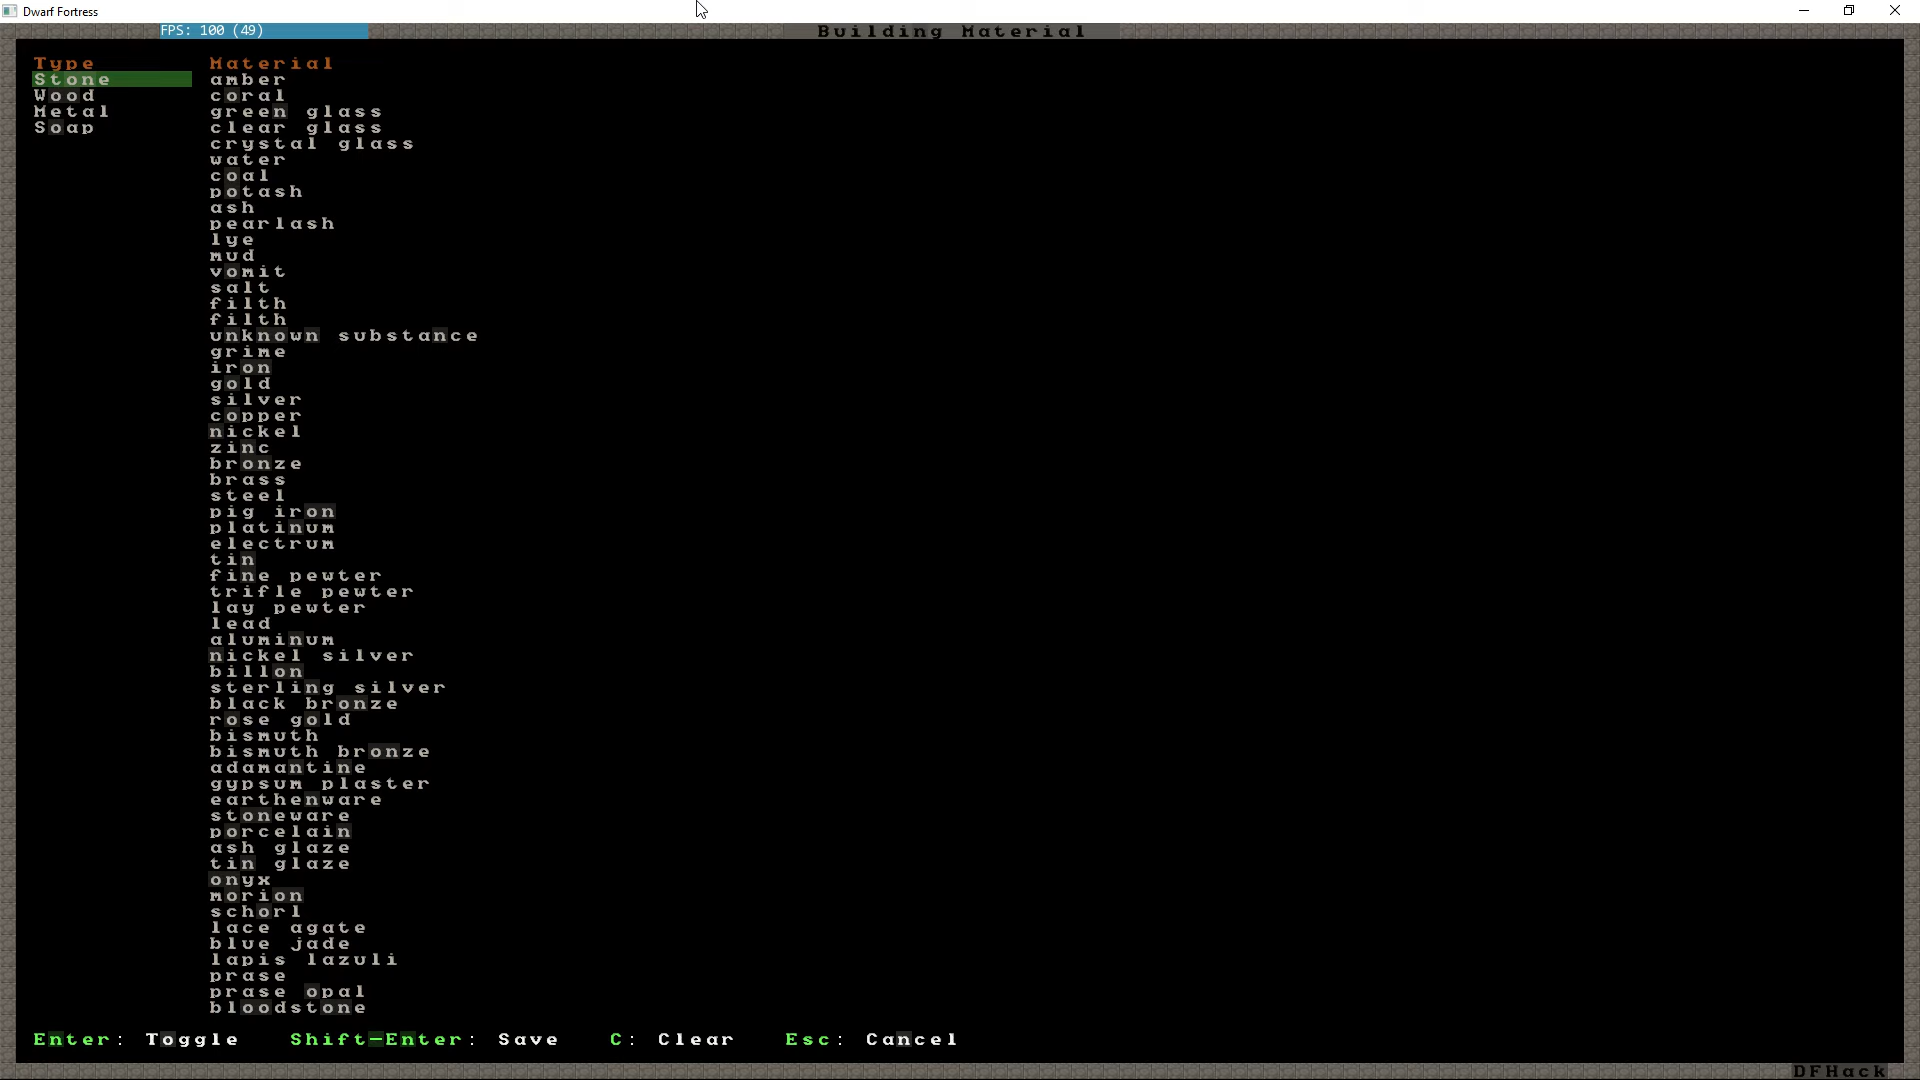 Dwarf Fortress
FPS: 100 (49)
Building Material
Type Material
Stone amber
Wood coral
Metal green glass
Soap clear glass
crystal glass
water
coal
potash
ash
pearlash
lye
mud
vomit
salt
filth
filth
unknown substance
grime
iron
gold
silver
copper
nickel
zinc
bronze
brass
steel
pig iron
platinum
electrum
tin
fine pewter
trifle pewter
lay pewter
lead
aluminum
nickel silver
billon
sterling silver
black bronze
rose gold
bismuth
bismuth bronze
adamantine
gypsum plaster
earthenware
stoneware
porcelain
ash glaze
tin glaze
onyx
morion
schorl
lace agate
blue jade
lapis lazuli
prase
prase opal
bloodstone
Enter: Toggle Shift-Enter: Save C: Clear Esc: Cancel
DFHack